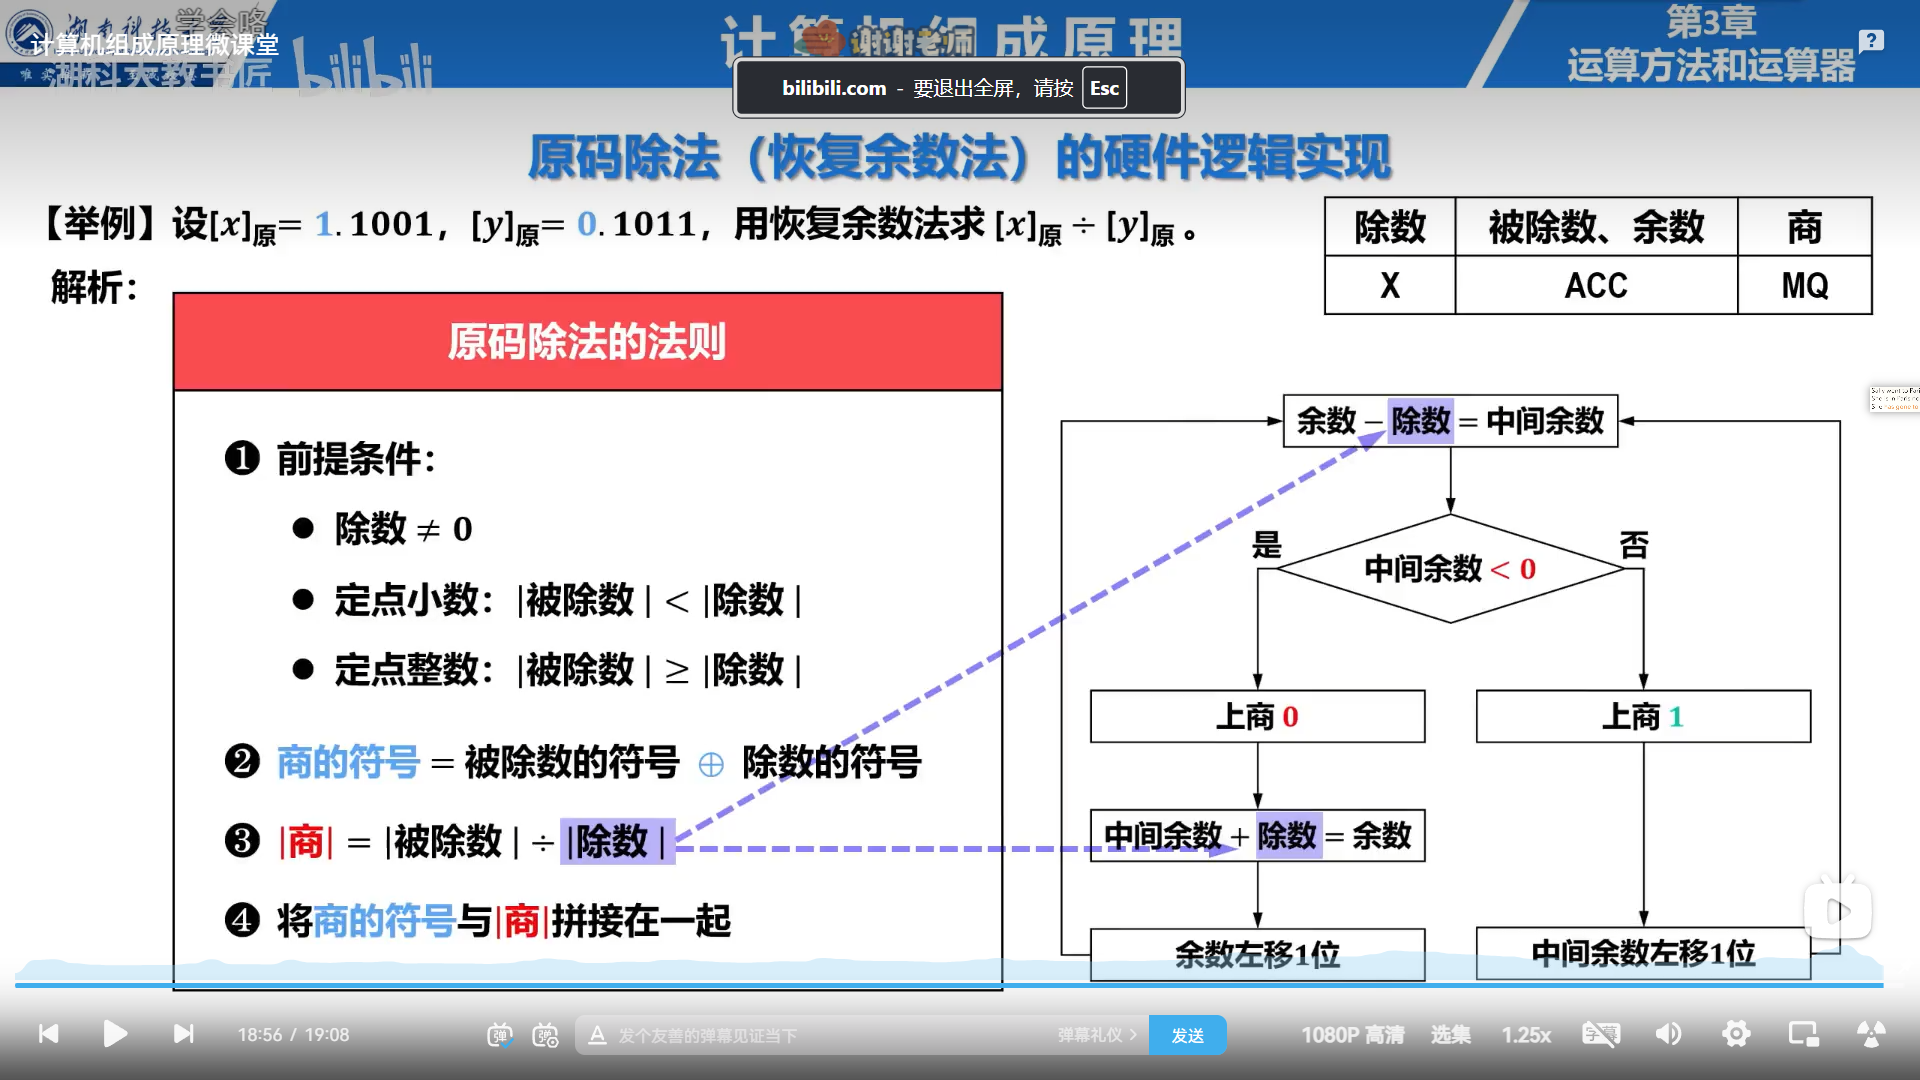 计算机组成原理
第3章
运算方法和运算器
学会略
计算机组成原理微课堂
谢谢老师
湖科大教书匠 bilibili
bilibili.com - 要退出全屏，请按 Esc
原码除法（恢复余数法）的硬件逻辑实现
【举例】设[x]原= 1.1001，[y]原= 0.1011，用恢复余数法求 [x]原 ÷ [y]原 。
解析：
除数 被除数、余数 商
X ACC MQ
原码除法的法则
❶ 前提条件：
● 除数 ≠ 0
● 定点小数：|被除数| < |除数|
● 定点整数：|被除数| ≥ |除数|
❷ 商的符号 = 被除数的符号 ⊕ 除数的符号
❸ |商| = |被除数| ÷ |除数|
❹ 将商的符号与|商|拼接在一起
余数 − 除数 = 中间余数
是 中间余数 < 0 否
上商 0 上商 1
中间余数 + 除数 = 余数
余数左移1位 中间余数左移1位
18:56 / 19:08
弹 弹
A 发个友善的弹幕见证当下 弹幕礼仪 >
发送
1080P 高清 选集 1.25x 字幕